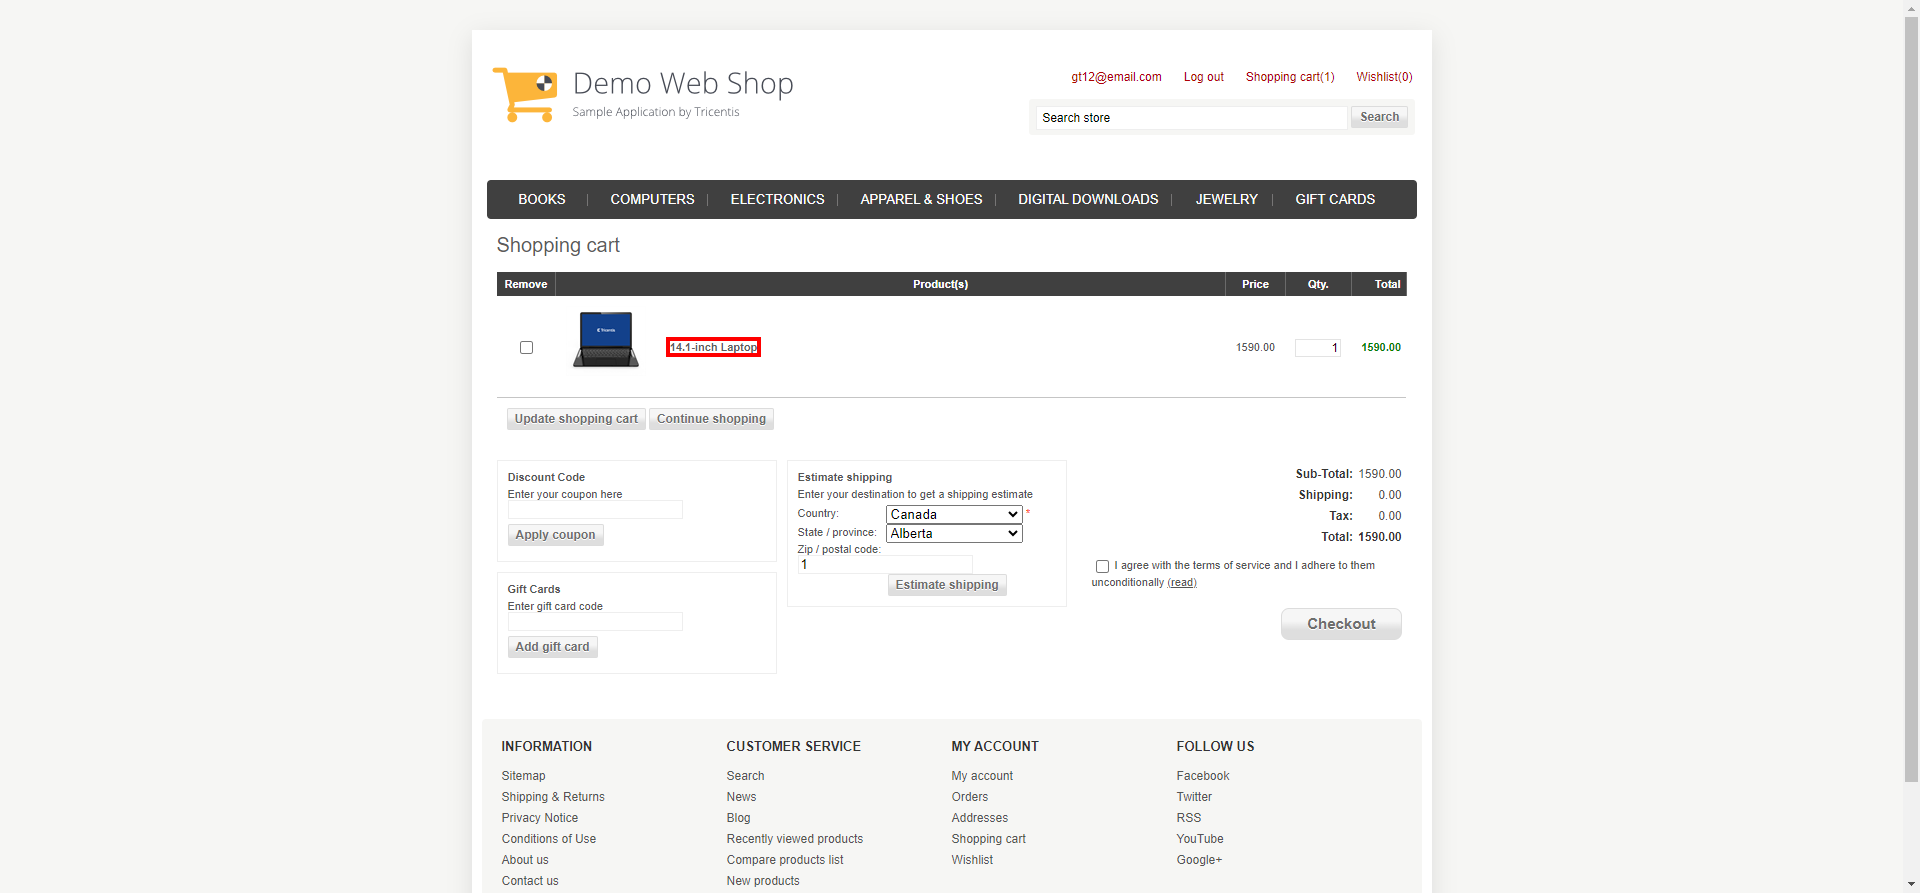 Demo Web Shop
Sample Application by Tricentis
gt12@email.com Log out Shopping cart(1) Wishlist(0)
Search store Search
BOOKS COMPUTERS ELECTRONICS APPAREL & SHOES DIGITAL DOWNLOADS JEWELRY GIFT CARDS
Shopping cart
Remove Product(s) Price Qty. Total
Tricentis
14.1-inch Laptop 1590.00 1 1590.00
Update shopping cart Continue shopping
Discount Code
Enter your coupon here
Apply coupon
Gift Cards
Enter gift card code
Add gift card
Estimate shipping
Enter your destination to get a shipping estimate
Country: Canada *
State / province: Alberta
Zip / postal code:
1
Estimate shipping
Sub-Total: 1590.00
Shipping: 0.00
Tax: 0.00
Total: 1590.00
I agree with the terms of service and I adhere to them
unconditionally (read)
Checkout
INFORMATION
Sitemap
Shipping & Returns
Privacy Notice
Conditions of Use
About us
Contact us
CUSTOMER SERVICE
Search
News
Blog
Recently viewed products
Compare products list
New products
MY ACCOUNT
My account
Orders
Addresses
Shopping cart
Wishlist
FOLLOW US
Facebook
Twitter
RSS
YouTube
Google+